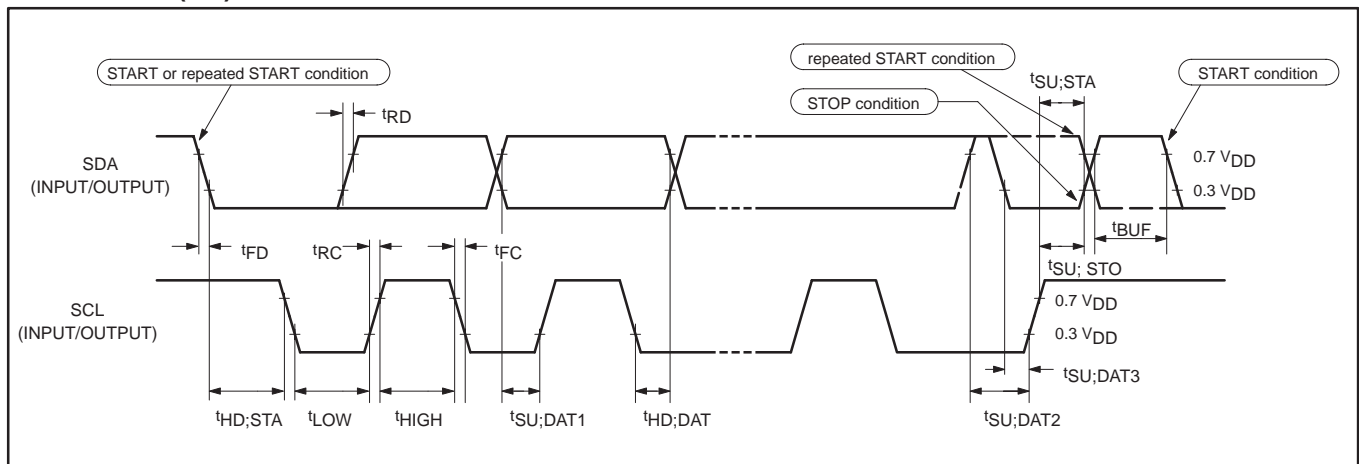 repeated START condition
START or repeated START condition
tSU;STA
START condition
STOP condition
tRD
SDA
(INPUT/OUTPUT)
0.7 VDD
0.3 VDD
tFD
tRC
tFC
tBUF
tSU; STO
SCL
(INPUT/OUTPUT)
0.7 VDD
0.3 VDD
tSU;DAT3
tHD;STA
tLOW
tHIGH
tSU;DAT1
tHD;DAT
tSU;DAT2